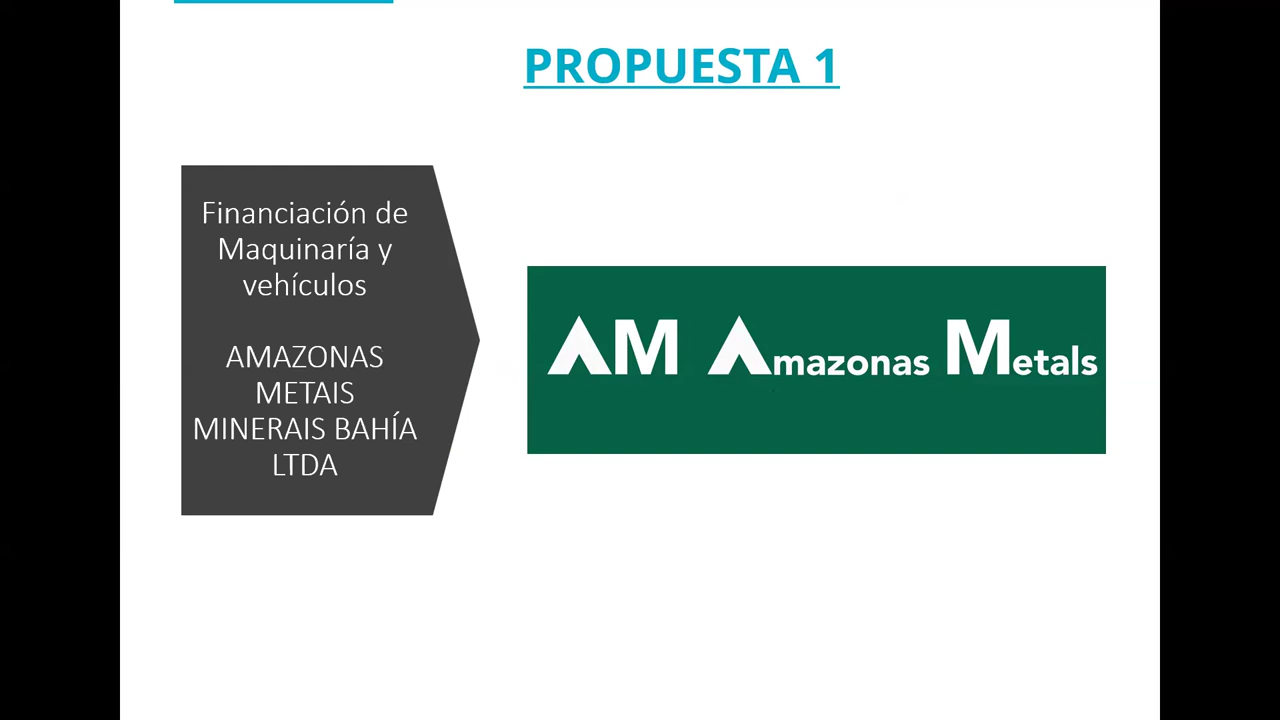 PROPUESTA 1
Financiación de
Maquinaría y
vehículos
AMAZONAS
METAIS
MINERAIS BAHÍA
LTDA
AM Amazonas Metals